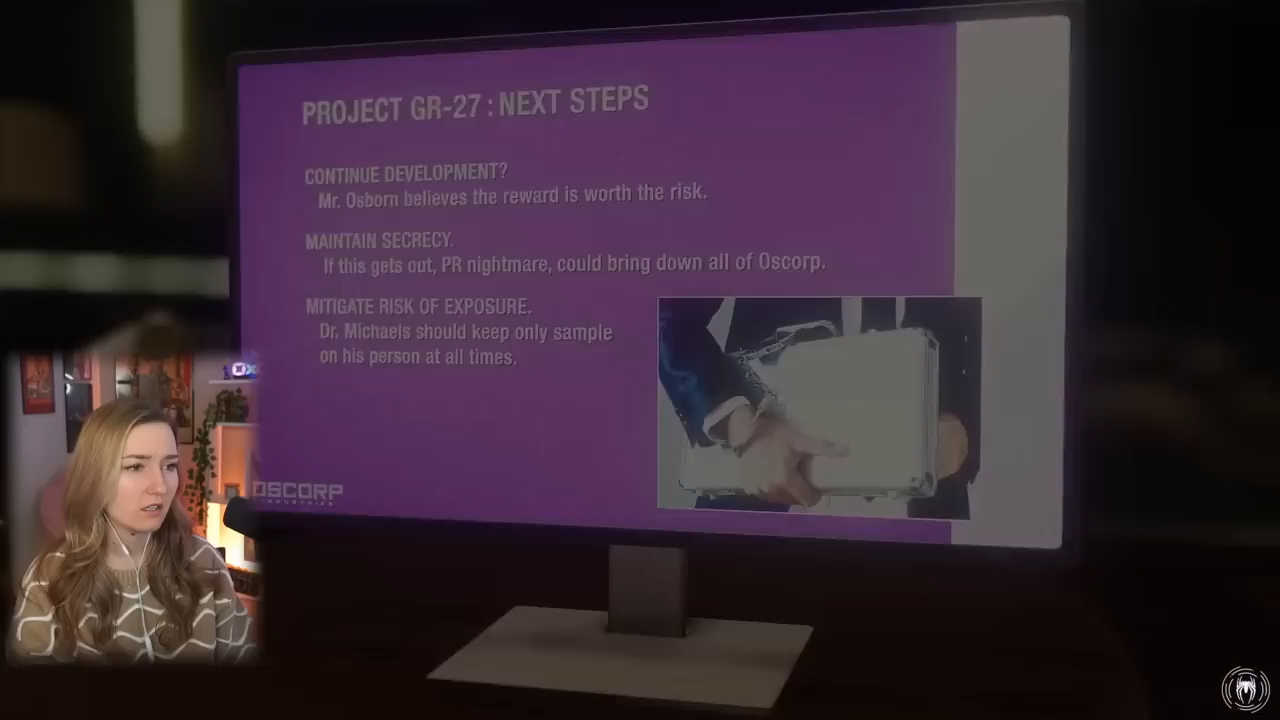 PROJECT GR-27 : NEXT STEPS
CONTINUE DEVELOPMENT?
Mr. Osborn believes the reward is worth the risk.
MAINTAIN SECRECY.
If this gets out, PR nightmare, could bring down all of Oscorp.
MITIGATE RISK OF EXPOSURE.
Dr. Michaels should keep only sample
on his person at all times.
OSCORP
INDUSTRIES